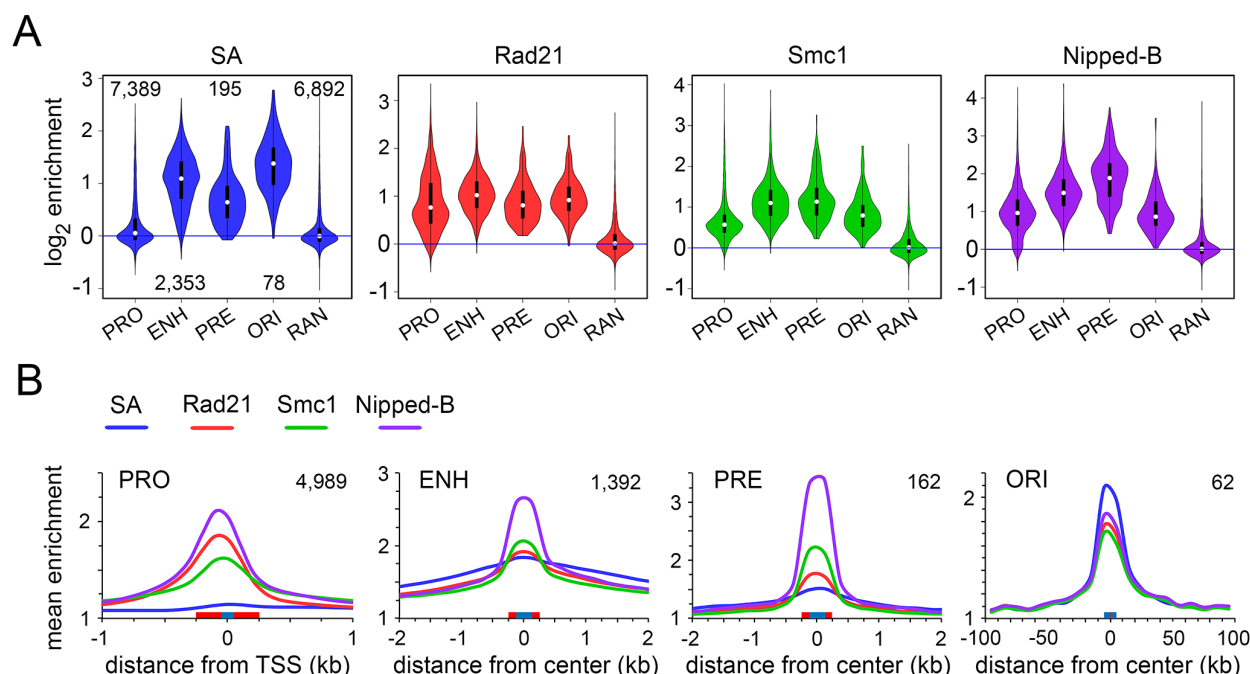 A
SA Rad21 Smc1 Nipped-B
log2 enrichment
3 2 1 0 -1
7,389 195 6,892
2,353 78
PRO ENH PRE ORI RAN
3 2 1 0 -1
PRO ENH PRE ORI RAN
4 3 2 1 0 -1
PRO ENH PRE ORI RAN
4 3 2 1 0 -1
PRO ENH PRE ORI RAN
B
SA Rad21 Smc1 Nipped-B
mean enrichment
PRO 4,989
2 1
-1 0 1
distance from TSS (kb)
ENH 1,392
3 2 1
-2 -1 0 1 2
distance from center (kb)
PRE 162
3 2 1
-2 -1 0 1 2
distance from center (kb)
ORI 62
2 1
-100 -50 0 50 100
distance from center (kb)